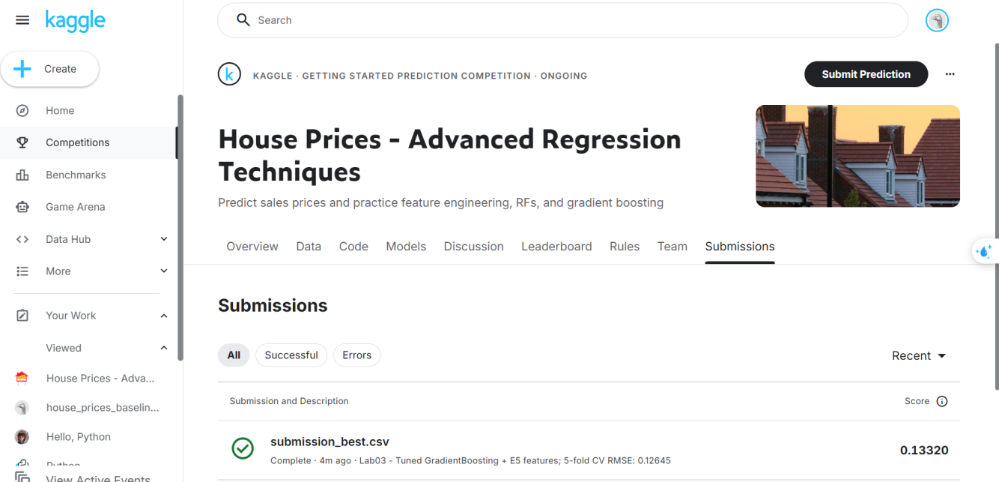 kaggle
Search
Create
Home
Competitions
Benchmarks
Game Arena
Data Hub
More
Your Work
Viewed
House Prices - Adva...
house_prices_baselin...
Hello, Python
Python
View Active Events
k
KAGGLE · GETTING STARTED PREDICTION COMPETITION · ONGOING
Submit Prediction
House Prices - Advanced Regression
Techniques
Predict sales prices and practice feature engineering, RFs, and gradient boosting
Overview Data Code Models Discussion Leaderboard Rules Team Submissions
Submissions
All Successful Errors
Recent
Submission and Description Score
submission_best.csv
Complete · 4m ago · Lab03 - Tuned GradientBoosting + E5 features; 5-fold CV RMSE: 0.12645
0.13320